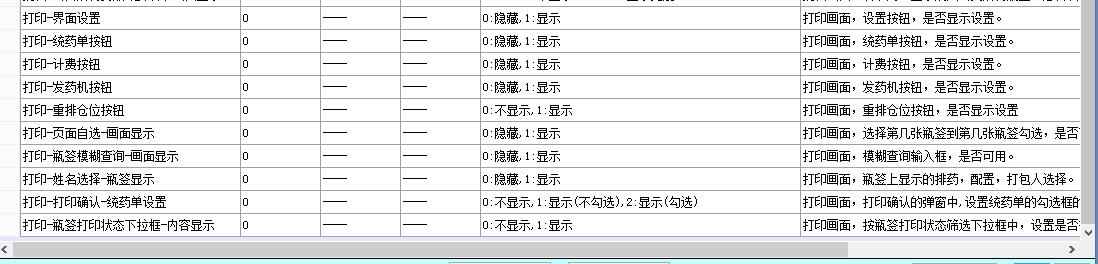 打印-界面设置 0 —— —— 0:隐藏,1:显示 打印画面，设置按钮，是否显示设置。
打印-统药单按钮 0 —— —— 0:隐藏,1:显示 打印画面，统药单按钮，是否显示设置。
打印-计费按钮 0 —— —— 0:隐藏,1:显示 打印画面，计费按钮，是否显示设置。
打印-发药机按钮 0 —— —— 0:隐藏,1:显示 打印画面，发药机按钮，是否显示设置。
打印-重排仓位按钮 0 —— —— 0:不显示,1:显示 打印画面，重排仓位按钮，是否显示设置
打印-页面自选-画面显示 0 —— —— 0:隐藏,1:显示 打印画面，选择第几张瓶签到第几张瓶签勾选，是否
打印-瓶签模糊查询-画面显示 0 —— —— 0:隐藏,1:显示 打印画面，模糊查询输入框，是否可用。
打印-姓名选择-瓶签显示 0 —— —— 0:隐藏,1:显示 打印画面，瓶签上显示的排药，配置，打包人选择。
打印-打印确认-统药单设置 0 —— —— 0:不显示,1:显示(不勾选),2:显示(勾选) 打印画面，打印确认的弹窗中,设置统药单的勾选框的
打印-瓶签打印状态下拉框-内容显示 0 —— —— 0:不显示,1:显示 打印画面，按瓶签打印状态筛选下拉框中，设置是否